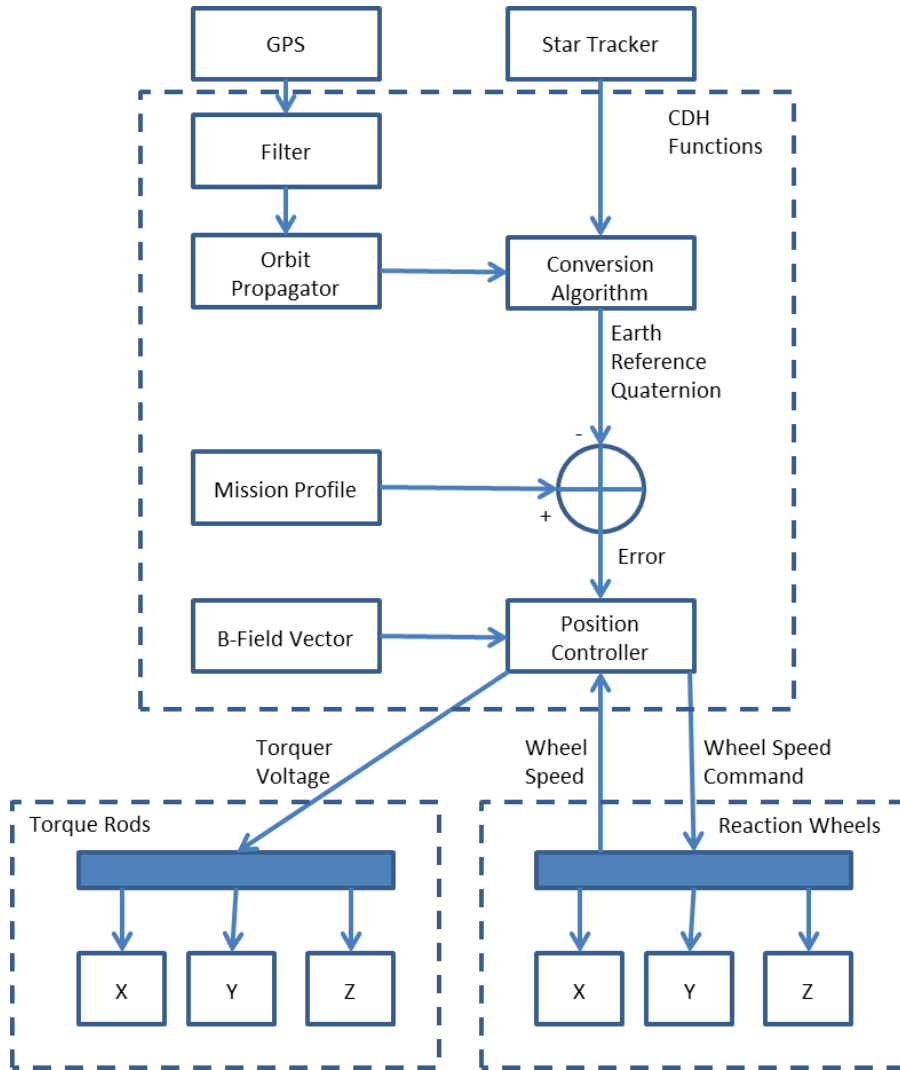 GPS
Star Tracker
CDH
Functions
Filter
Orbit
Propagator
Conversion
Algorithm
Earth
Reference
Quaternion
-
Mission Profile
+
Error
B-Field Vector
Position
Controller
Torquer
Voltage
Wheel
Speed
Wheel Speed
Command
Torque Rods
Reaction Wheels
X
Y
Z
X
Y
Z